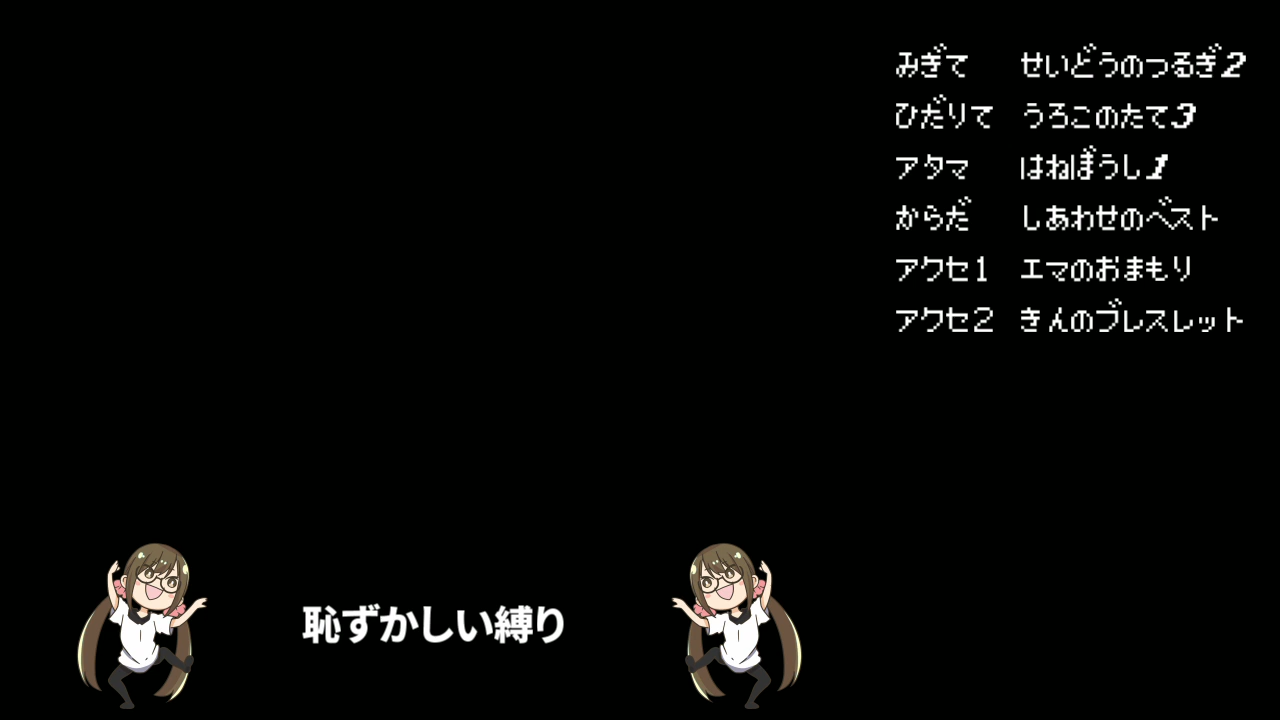 みぎて せいどうのつるぎ2
ひだりて うろこのたて3
アタマ はねぼうし1
からだ しあわせのベスト
アクセ1 エマのおまもり
アクセ2 きんのブレスレット
恥ずかしい縛り